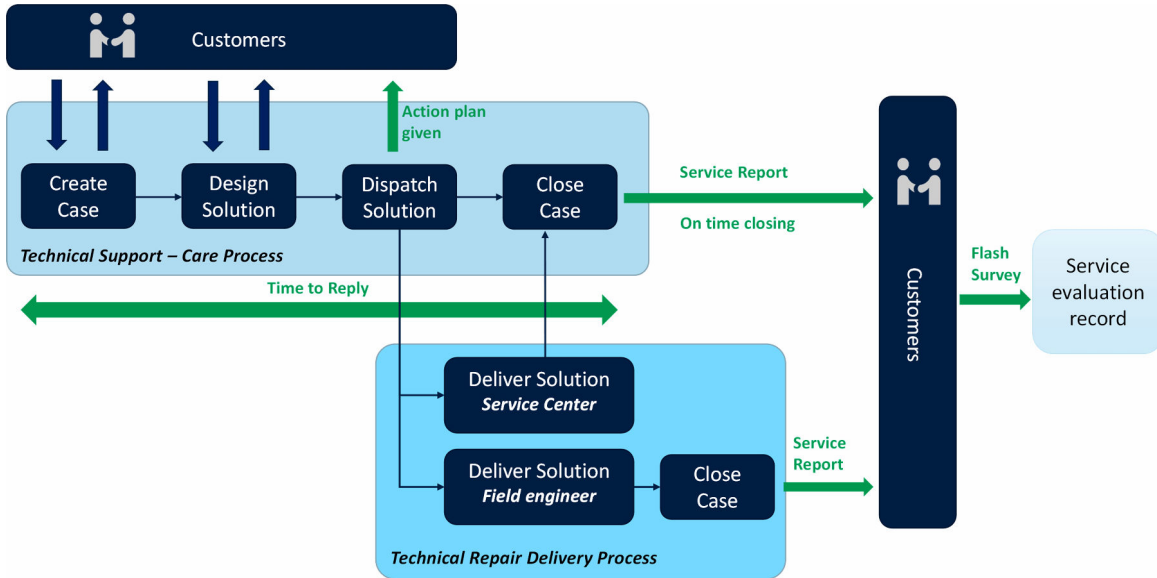 Customers
Action plan
given
Create
Case
Design
Solution
Dispatch
Solution
Close
Case
Technical Support – Care Process
Service Report
On time closing
Time to Reply
Customers
Flash
Survey
Service
evaluation
record
Deliver Solution
Service Center
Deliver Solution
Field engineer
Close
Case
Service
Report
Technical Repair Delivery Process